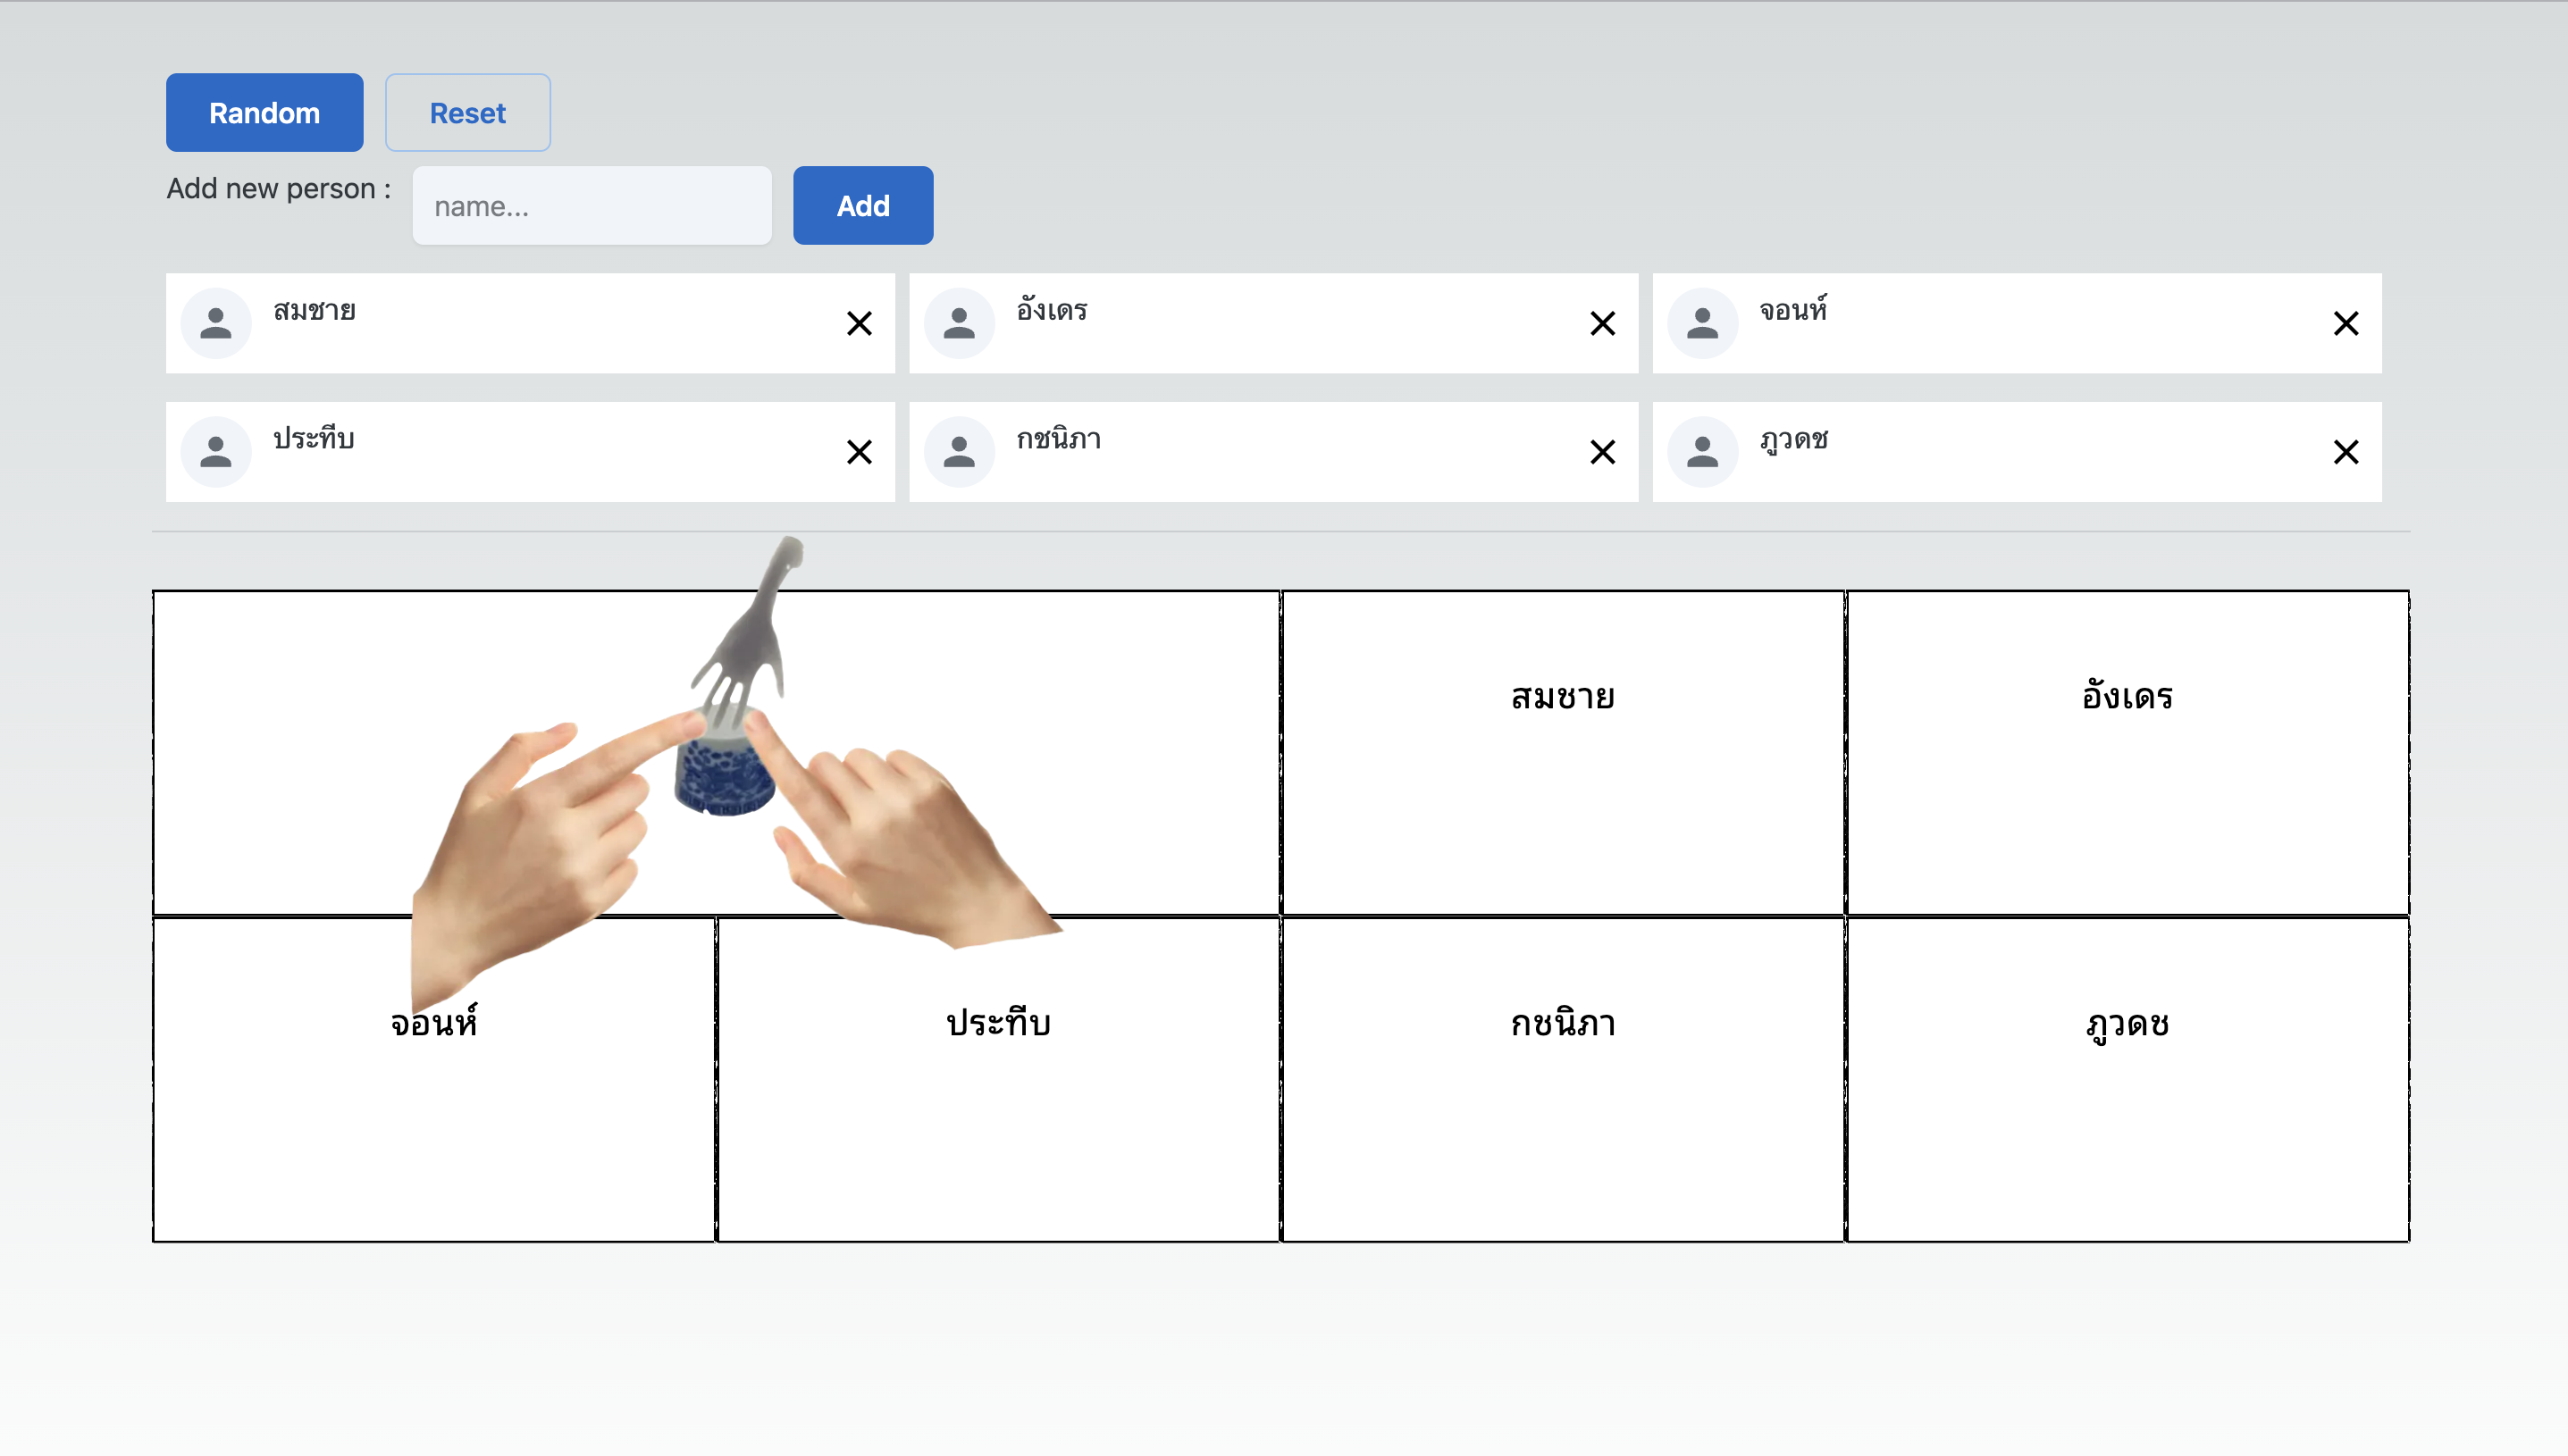 Random Reset
Add new person : name... Add
สมชาย อังเดร จอนห์
ประทีบ กชนิภา ภูวดช
สมชาย อังเดร
จอนห์ ประทีบ กชนิภา ภูวดช